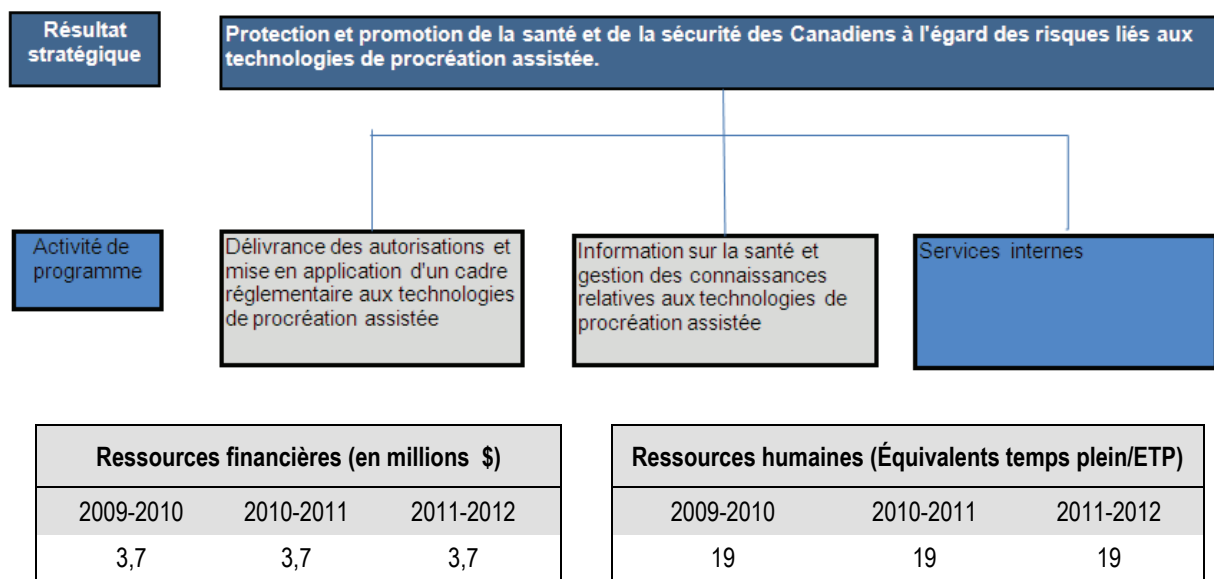 Résultat
stratégique
Protection et promotion de la santé et de la sécurité des Canadiens à l'égard des risques liés aux
technologies de procréation assistée.
Activité de
programme
Délivrance des autorisations et
mise en application d'un cadre
réglementaire aux technologies
de procréation assistée
Information sur la santé et
gestion des connaissances
relatives aux technologies de
procréation assistée
Services internes
Ressources financières (en millions $)
2009-2010 2010-2011 2011-2012
3,7 3,7 3,7
Ressources humaines (Équivalents temps plein/ETP)
2009-2010 2010-2011 2011-2012
19 19 19